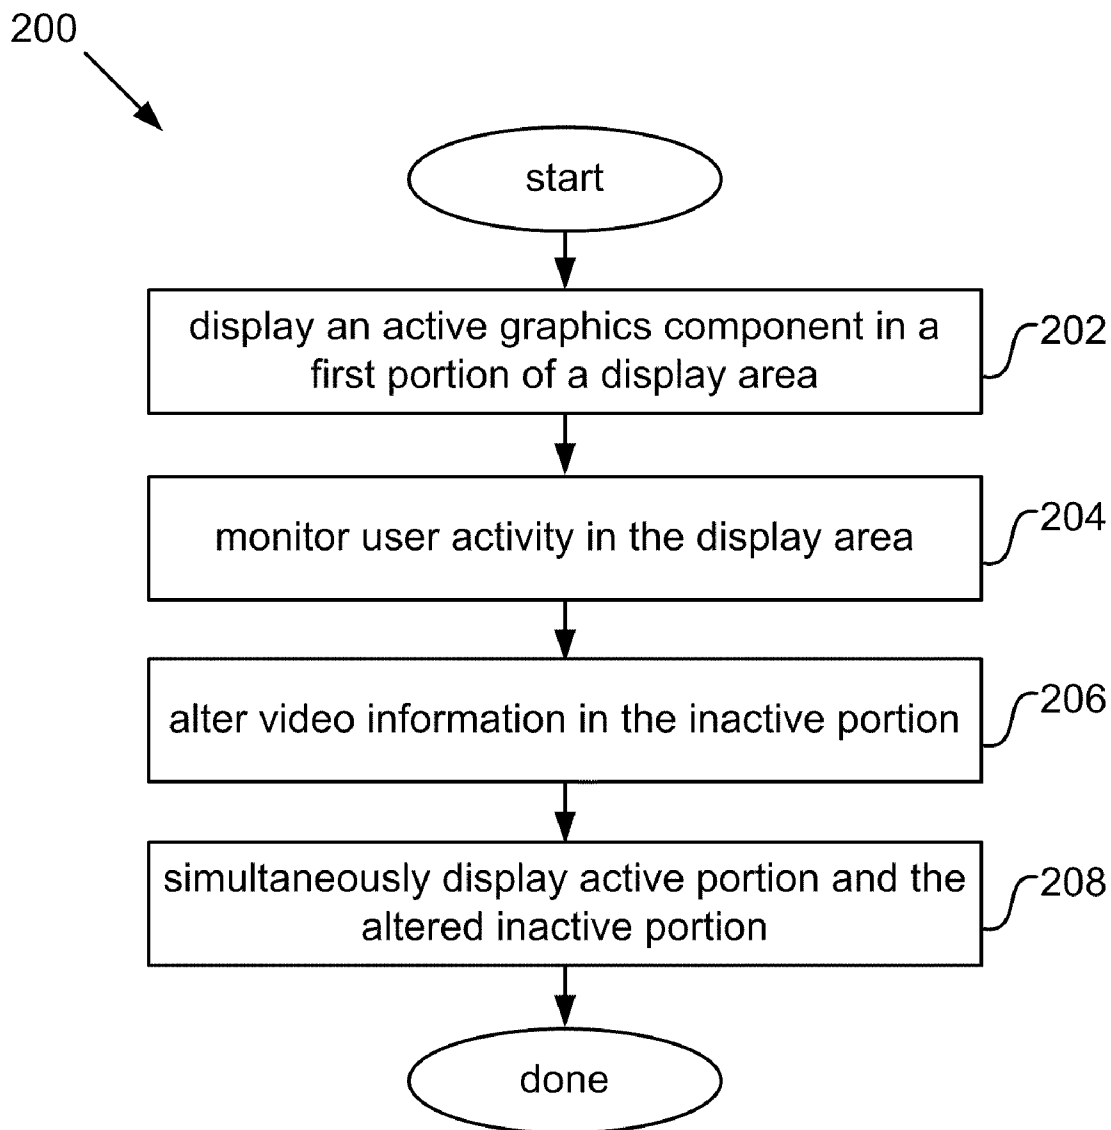 200
start
display an active graphics component in a
first portion of a display area
202
monitor user activity in the display area
204
alter video information in the inactive portion
206
simultaneously display active portion and the
altered inactive portion
208
done